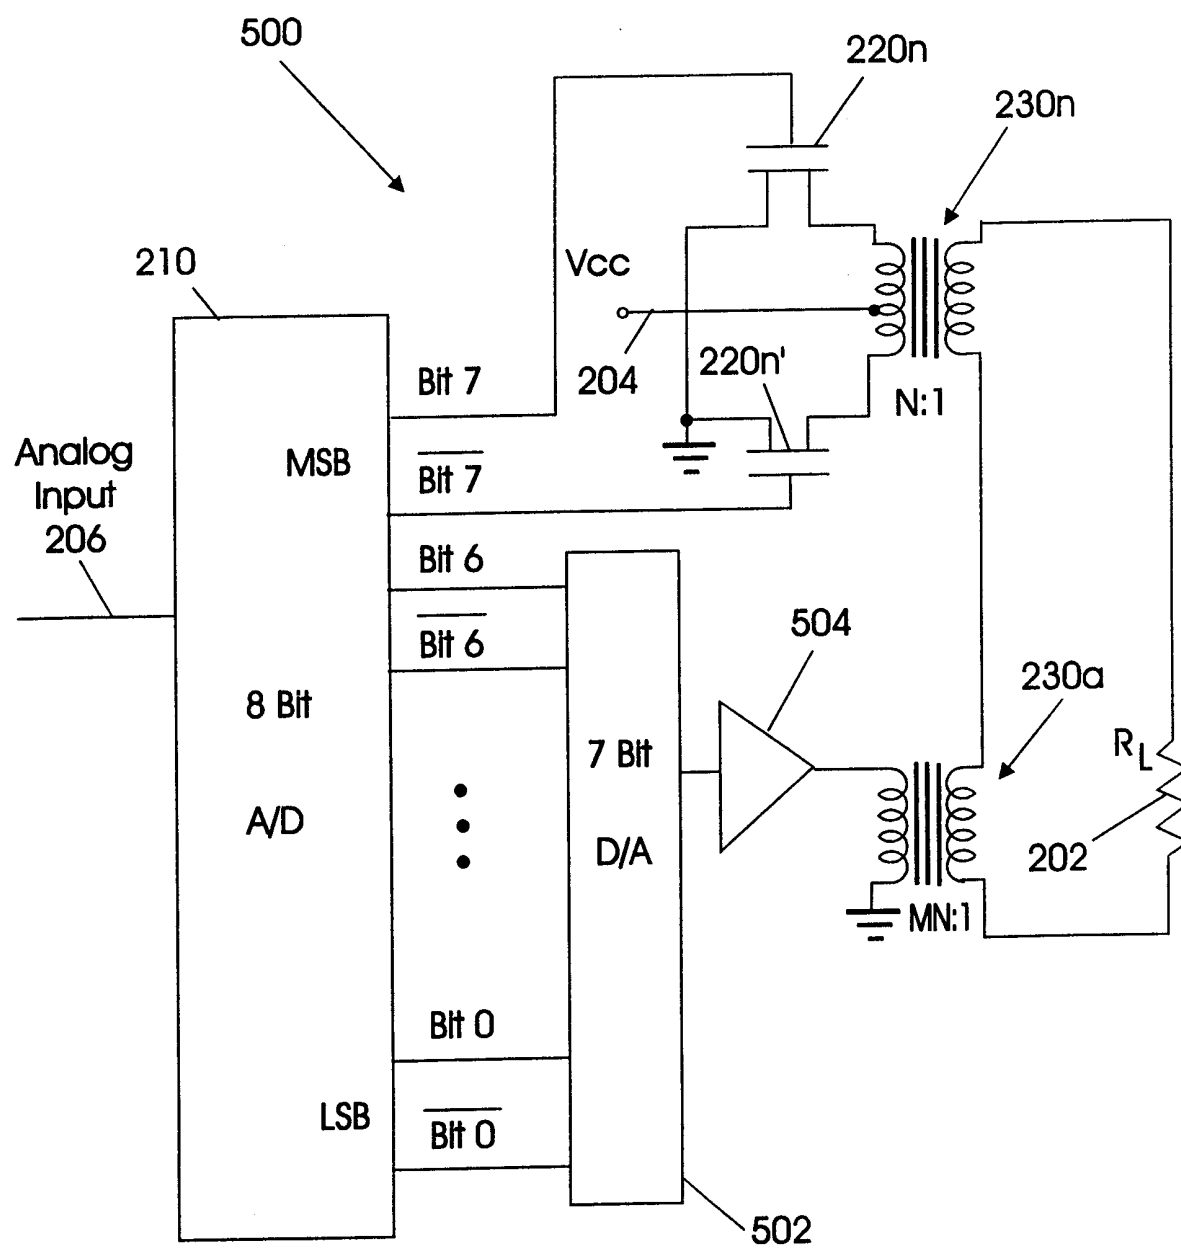 500
220n
230n
210
Vcc
204
220n'
N:1
Bit 7
Analog
Input
206
MSB
Bit 7
Bit 6
Bit 6
504
230a
8 Bit
7 Bit
RL
A/D
D/A
202
MN:1
Bit 0
LSB
Bit 0
502